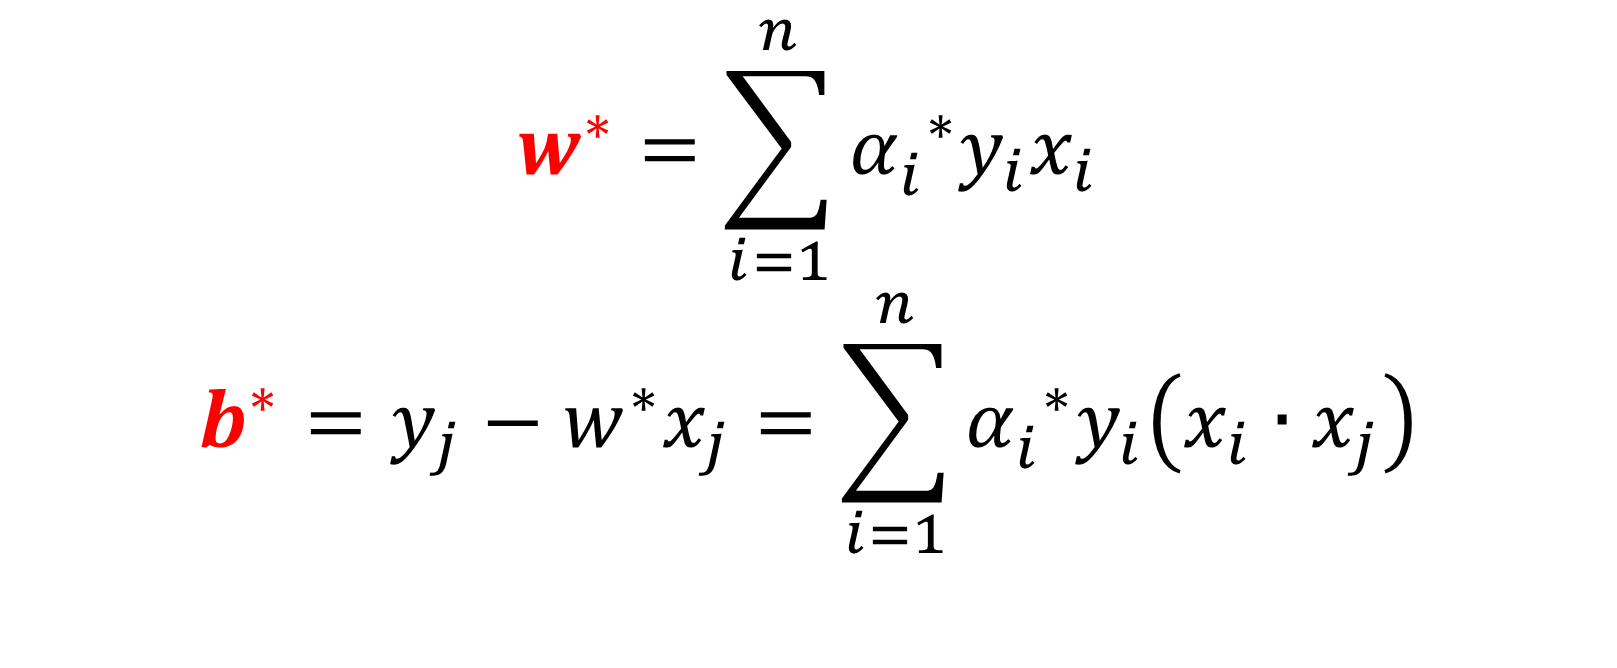 w* = ∑_{i=1}^{n} α_i* y_i x_i
b* = y_j − w* x_j = ∑_{i=1}^{n} α_i* y_i (x_i · x_j)